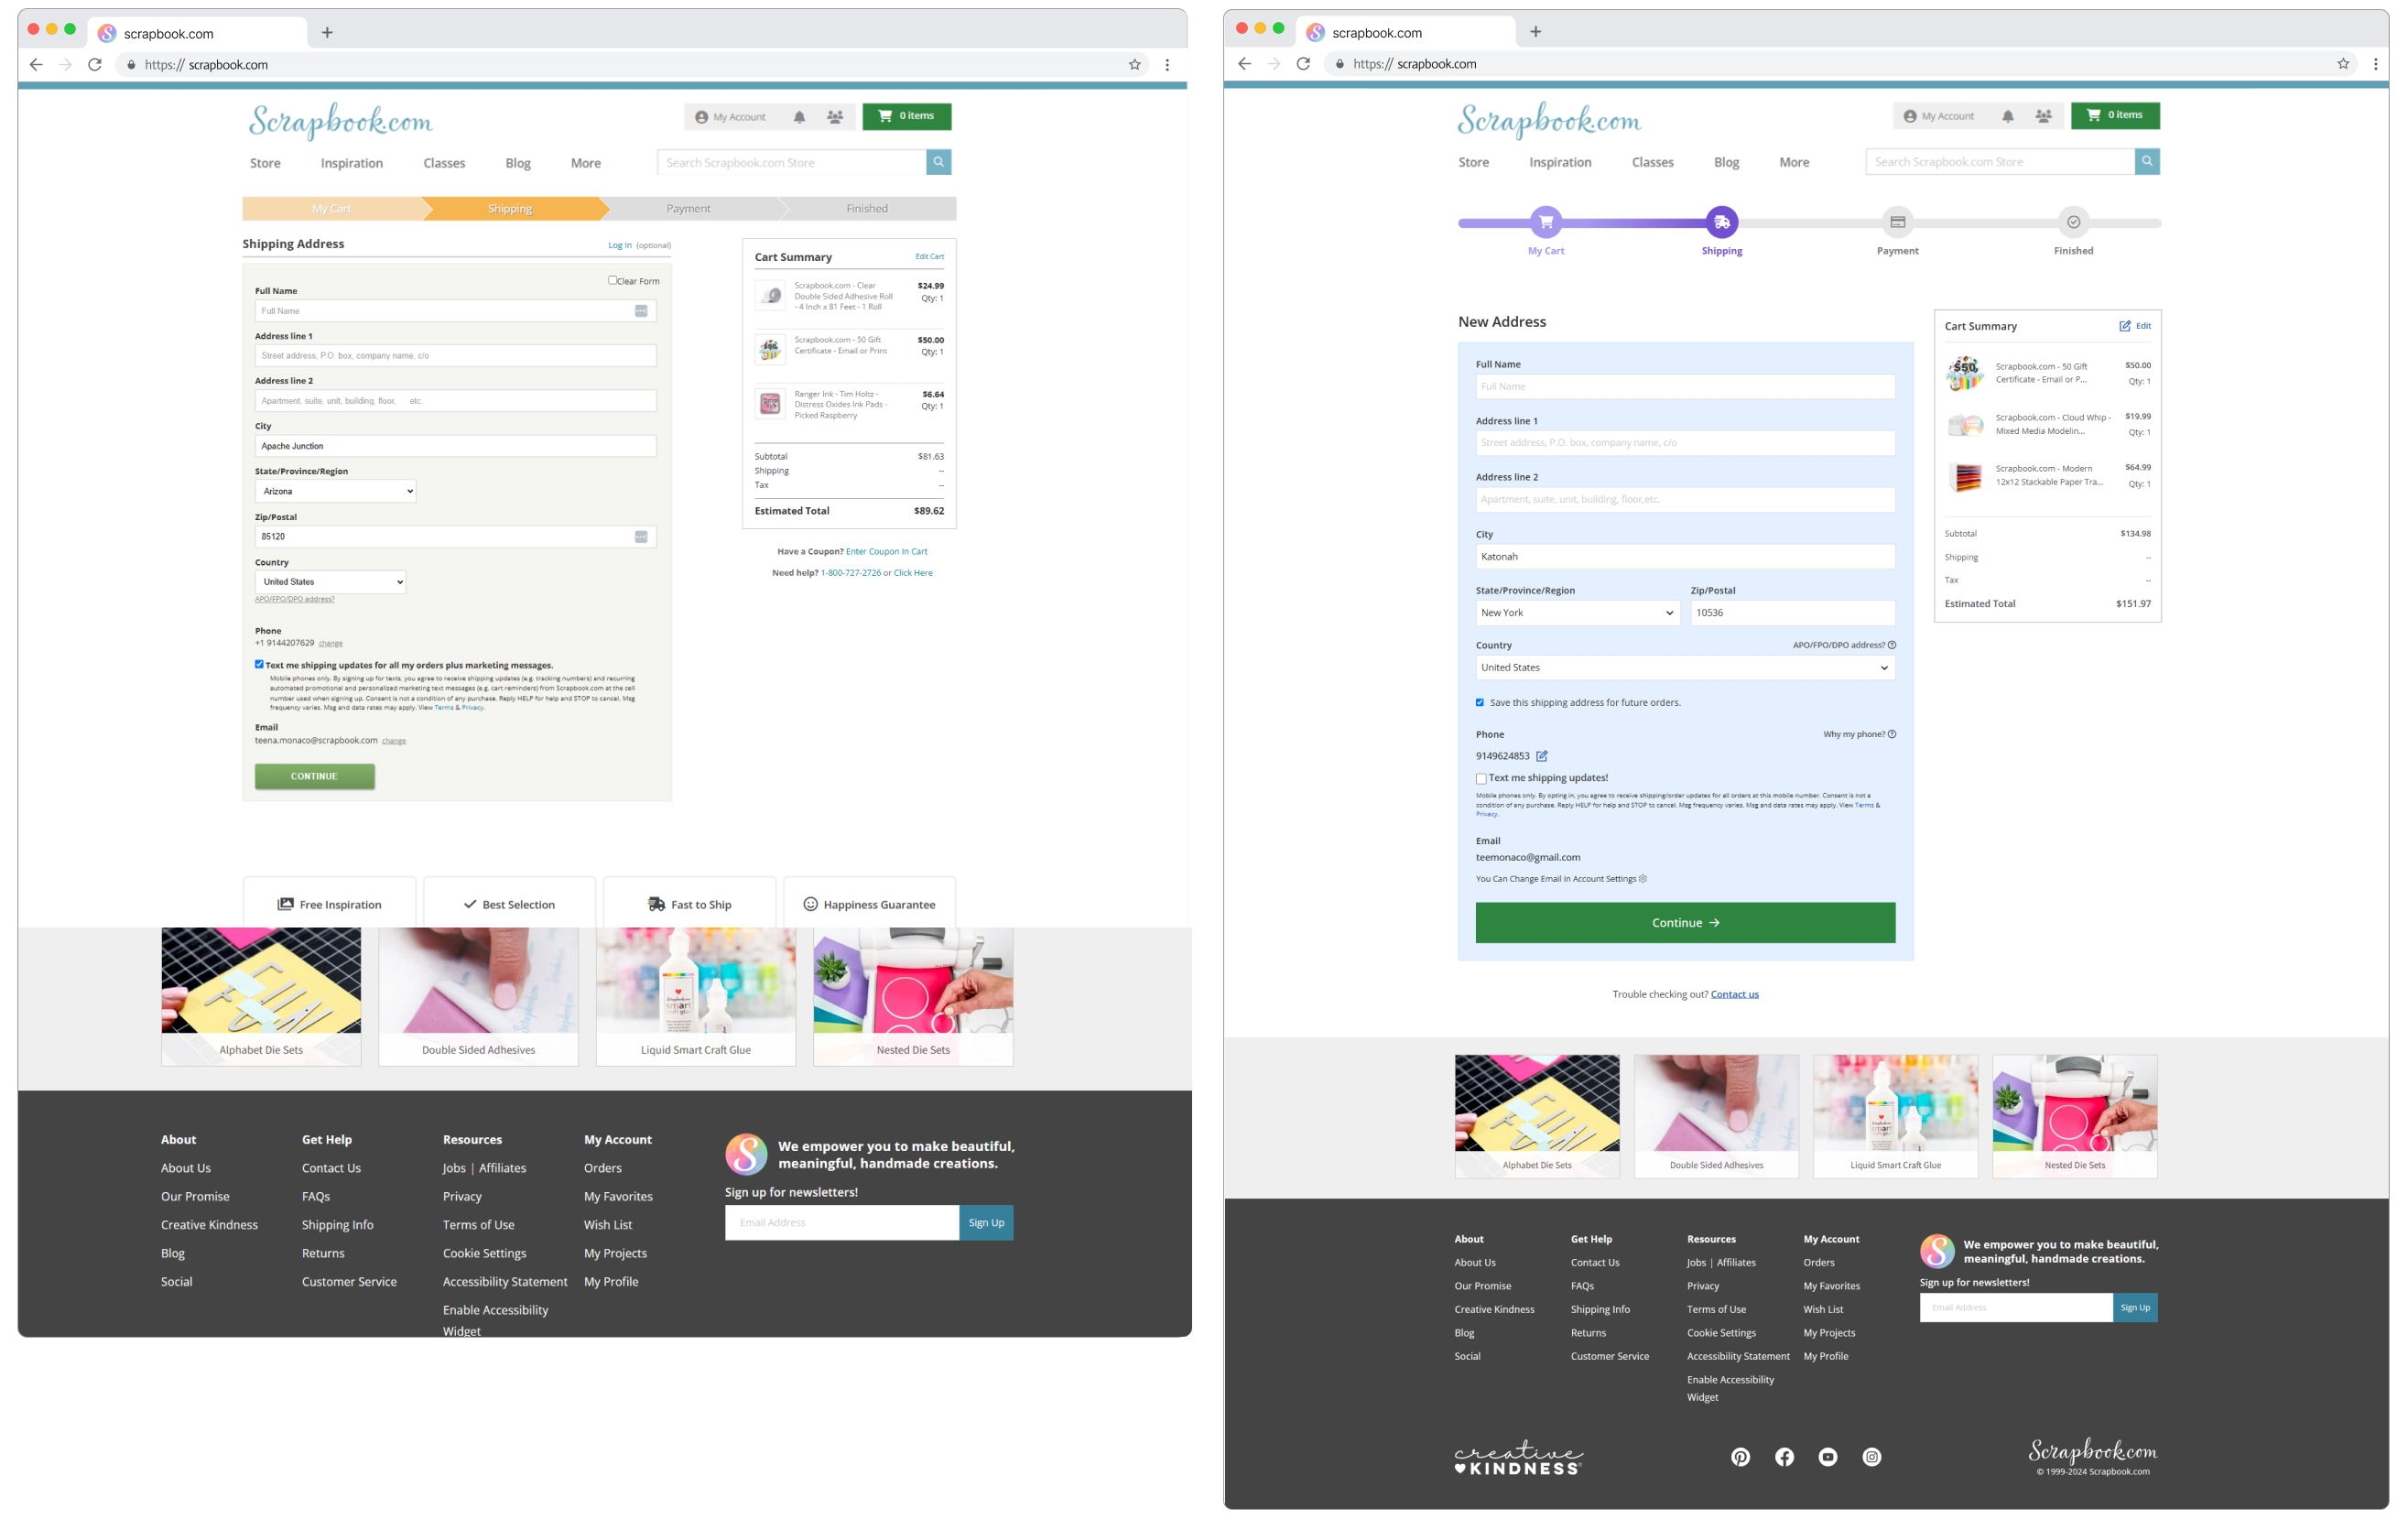 scrapbook.com
https:// scrapbook.com
Scrapbook.com
My Account
0 items
Store Inspiration Classes Blog More
Search Scrapbook.com Store
My Cart Shipping Payment Finished
Shipping Address
Log In (optional)
Clear Form
Full Name
Full Name
Address line 1
Street address, P.O. box, company name, c/o
Address line 2
Apartment, suite, unit, building, floor, etc.
City
Apache Junction
State/Province/Region
Arizona
Zip/Postal
85120
Country
United States
APO/FPO/DPO address?
Phone
+1 9144207629 change
Text me shipping updates for all my orders plus marketing messages.
Mobile phones only. By signing up for texts, you agree to receive shipping updates (e.g. tracking numbers) and recurring
automated promotional and personalized marketing text messages (e.g. cart reminders) from Scrapbook.com at the cell
number used when signing up. Consent is not a condition of any purchase. Reply HELP for help and STOP to cancel. Msg
frequency varies. Msg and data rates may apply. View Terms & Privacy.
Email
teena.monaco@scrapbook.com change
CONTINUE
Cart Summary Edit Cart
Scrapbook.com - Clear $24.99
Double Sided Adhesive Roll Qty: 1
- 4 Inch x 81 Feet - 1 Roll
Scrapbook.com - 50 Gift $50.00
Certificate - Email or Print Qty: 1
Ranger Ink - Tim Holtz - $6.64
Distress Oxides Ink Pads - Qty: 1
Picked Raspberry
Subtotal $81.63
Shipping --
Tax --
Estimated Total $89.62
Have a Coupon? Enter Coupon In Cart
Need help? 1-800-727-2726 or Click Here
Free Inspiration
Best Selection
Fast to Ship
Happiness Guarantee
Alphabet Die Sets
Double Sided Adhesives
Liquid Smart Craft Glue
Nested Die Sets
About
About Us
Our Promise
Creative Kindness
Blog
Social
Get Help
Contact Us
FAQs
Shipping Info
Returns
Customer Service
Resources
Jobs | Affiliates
Privacy
Terms of Use
Cookie Settings
Accessibility Statement
Enable Accessibility
Widget
My Account
Orders
My Favorites
Wish List
My Projects
My Profile
We empower you to make beautiful,
meaningful, handmade creations.
Sign up for newsletters!
Email Address
Sign Up
scrapbook.com
https:// scrapbook.com
Scrapbook.com
My Account
0 items
Store Inspiration Classes Blog More
Search Scrapbook.com Store
My Cart Shipping Payment Finished
New Address
Full Name
Full Name
Address line 1
Street address, P.O. box, company name, c/o
Address line 2
Apartment, suite, unit, building, floor,etc.
City
Katonah
State/Province/Region Zip/Postal
New York 10536
Country APO/FPO/DPO address?
United States
Save this shipping address for future orders.
Phone Why my phone?
9149624853
Text me shipping updates!
Mobile phones only. By opting in, you agree to receive shipping/order updates for all orders at this mobile number. Consent is not a
condition of any purchase. Reply HELP for help and STOP to cancel. Msg frequency varies. Msg and data rates may apply. View Terms &
Privacy.
Email
teemonaco@gmail.com
You Can Change Email in Account Settings
Continue
Trouble checking out? Contact us
Cart Summary Edit
$50
Scrapbook.com - 50 Gift $50.00
Certificate - Email or P... Qty: 1
Scrapbook.com - Cloud Whip - $19.99
Mixed Media Modelin... Qty: 1
Scrapbook.com - Modern $64.99
12x12 Stackable Paper Tra... Qty: 1
Subtotal $134.98
Shipping --
Tax --
Estimated Total $151.97
Alphabet Die Sets
Double Sided Adhesives
Liquid Smart Craft Glue
Nested Die Sets
About
About Us
Our Promise
Creative Kindness
Blog
Social
Get Help
Contact Us
FAQs
Shipping Info
Returns
Customer Service
Resources
Jobs | Affiliates
Privacy
Terms of Use
Cookie Settings
Accessibility Statement
Enable Accessibility
Widget
My Account
Orders
My Favorites
Wish List
My Projects
My Profile
We empower you to make beautiful,
meaningful, handmade creations.
Sign up for newsletters!
Email Address
Sign Up
creative
KINDNESS
Scrapbook.com
© 1999-2024 Scrapbook.com